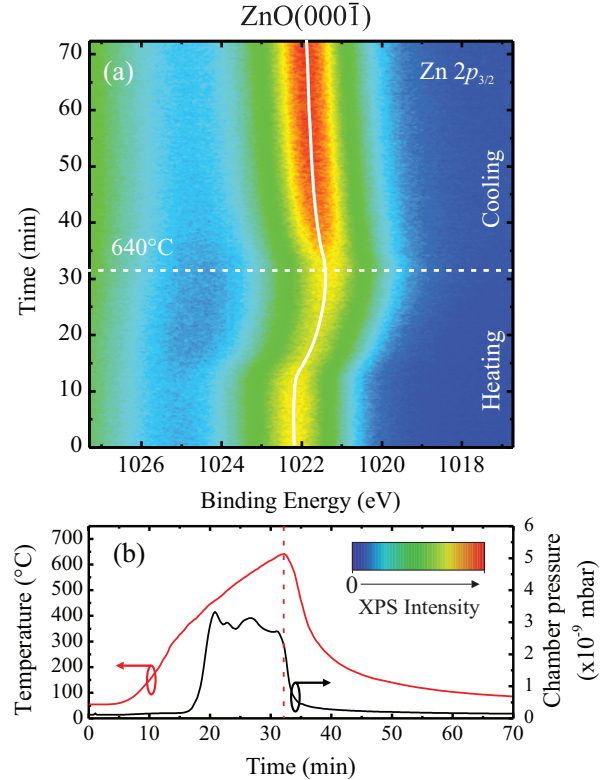 ZnO(0001̄)
(a)
Zn 2p3/2
70
60
50
40
30
20
10
0
Time (min)
640°C
Cooling
Heating
1026 1024 1022 1020 1018
Binding Energy (eV)
(b)
700
600
500
400
300
200
100
0
Temperature (°C)
6
5
4
3
2
1
0
Chamber pressure
(x10⁻⁹ mbar)
0
XPS Intensity
0 10 20 30 40 50 60 70
Time (min)